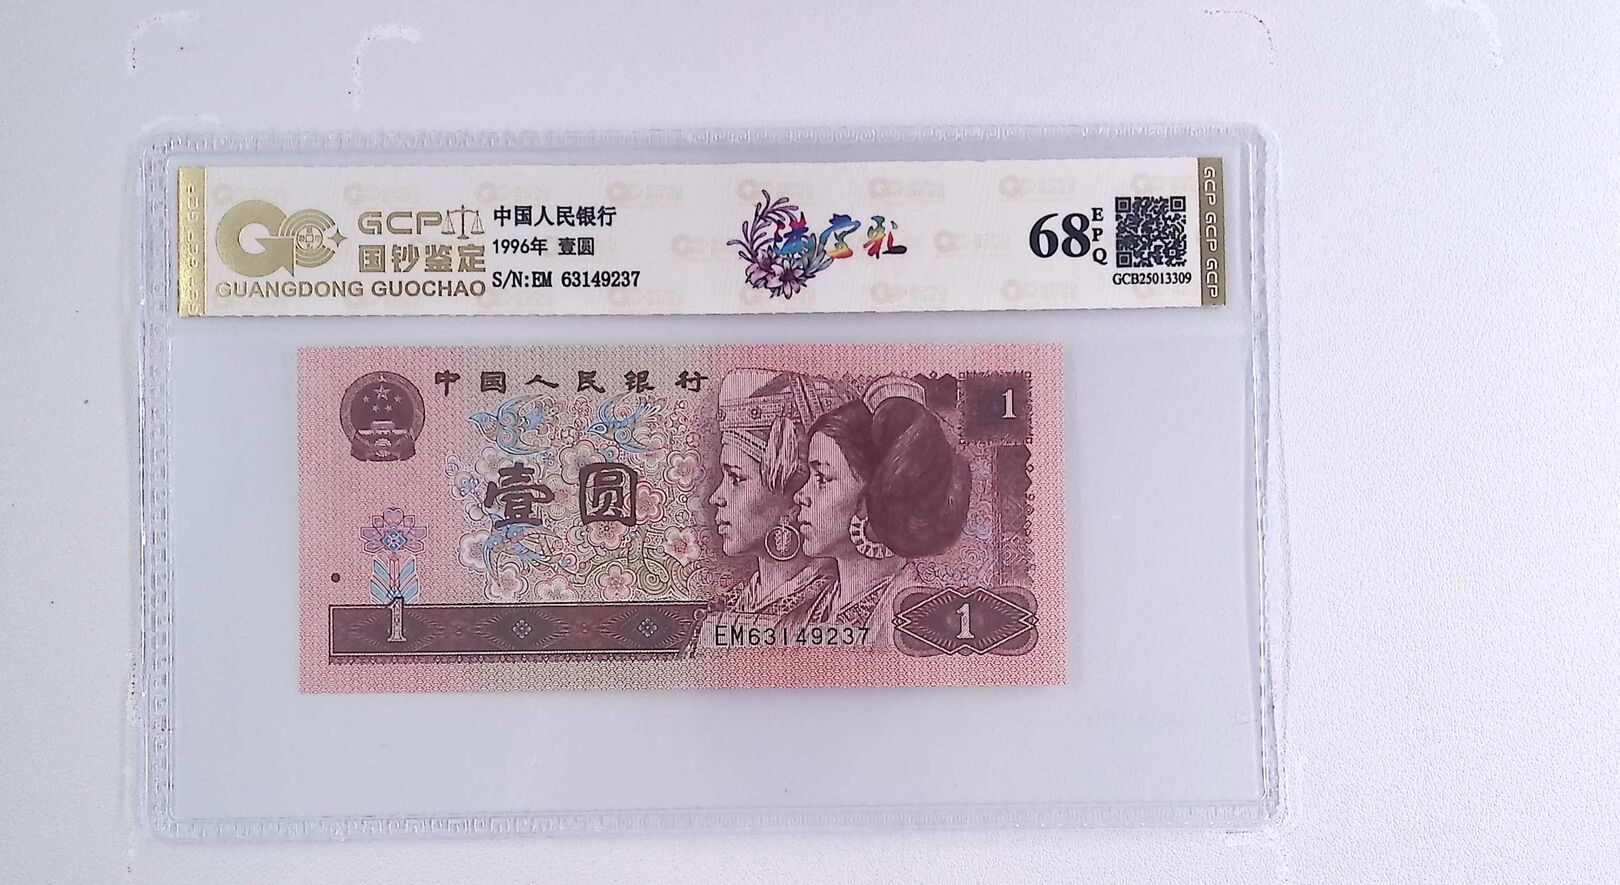 GCP
国钞鉴定
GUANGDONG GUOCHAO
中国人民银行
1996年 壹圆
S/N:EM 63149237
满堂彩
68
EPQ
GCB25013309
GCP GCP GCP
中国人民银行
1
壹圆
1
EM63149237
1